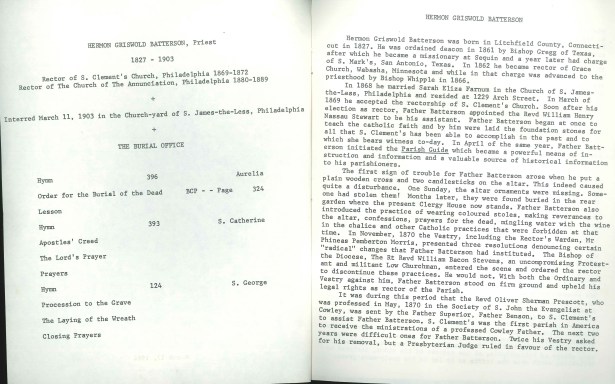 HERMON GRISWOLD BATTERSON, Priest
1827 - 1903
Rector of S. Clement's Church, Philadelphia 1869-1872
Rector of The Church of The Annunciation, Philadelphia 1880-1889
+
Interred March 11, 1903 in the Church-yard of S. James-the-Less, Philadelphia
+
THE BURIAL OFFICE
Hymn 396 Aurelia
Order for the Burial of the Dead BCP - - Page 324
Lesson
Hymn 393 S. Catherine
Apostles' Creed
The Lord's Prayer
Prayers
Hymn 124 S. George
Procession to the Grave
The Laying of the Wreath
Closing Prayers
HERMON GRISWOLD BATTERSON
Hermon Griswold Batterson was born in Litchfield County, Connecti-
cut in 1827. He was ordained deacon in 1861 by Bishop Gregg of Texas,
after which he became a missionary at Sequin and a year later had charge
of S. Mark's, San Antonio, Texas. In 1862 he became rector of Grace
Church, Wabasha, Minnesota and while in that charge was advanced to the
priesthood by Bishop Whipple in 1866.
In 1868 he married Sarah Eliza Farnum in the Church of S. James-
the-Less, Philadelphia and resided at 1229 Arch Street. In March of
1869 he accepted the rectorship of S. Clement's Church. Soon after his
election as rector, Father Batterson appointed the Revd William Henry
Nassau Stewart to be his assistant. Father Batterson began at once to
teach the catholic faith and by him were laid the foundation stones for
all that S. Clement's has been able to accomplish in the past and to
which she bears witness to-day. In April of the same year, Father Batt-
erson initiated the Parish Guide which became a powerful means of in-
struction and information and a valuable source of historical information
to his parishioners.
The first sign of trouble for Father Batterson arose when he put a
plain wooden cross and two candlesticks on the altar. This indeed caused
quite a disturbance. One Sunday, the altar ornaments were missing. Some-
one had stolen them! Months later, they were found buried in the rear
garden where the present Clergy House now stands. Father Batterson also
introduced the practice of wearing coloured stoles, making reverences to
the altar, confessions, prayers for the dead, mingling water with the wine
in the chalice and other Catholic practices that were forbidden at that
time. In November, 1870 the Vestry, including the Rector's Warden, Mr
Phineas Pemberton Morris, presented three resolutions denouncing certain
"radical" changes that Father Batterson had instituted. The Bishop of
the Diocese, The Rt Revd William Bacon Stevens, an uncompromising Protest-
ant and militant Low Churchman, entered the scene and ordered the rector
to discontinue these practices. He would not. With both the Ordinary and
Vestry against him, Father Batterson stood on firm ground and upheld his
legal rights as rector of the Parish.
It was during this period that the Revd Oliver Sherman Prescott, who
was professed in May, 1870 in the Society of S. John the Evangelist at
Cowley, was sent by the Father Superior, Father Benson, to S. Clement's
to assist Father Batterson. S. Clement's was the first parish in America
to receive the ministrations of a professed Cowley Father. The next two
years were difficult ones for Father Batterson. Twice his Vestry asked
for his removal, but a Presbyterian Judge ruled in favour of the rector.